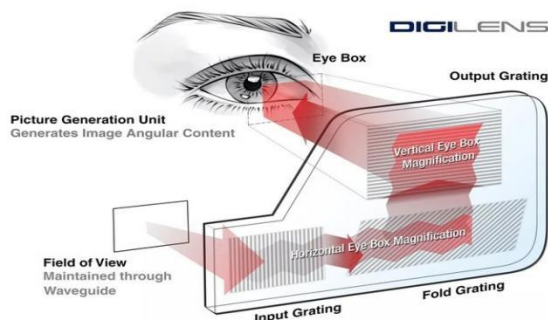 DIGILENS
Eye Box
Output Grating
Picture Generation Unit
Generates Image Angular Content
Vertical Eye Box
Magnification
Horizontal Eye Box Magnification
Field of View
Maintained through
Waveguide
Input Grating
Fold Grating